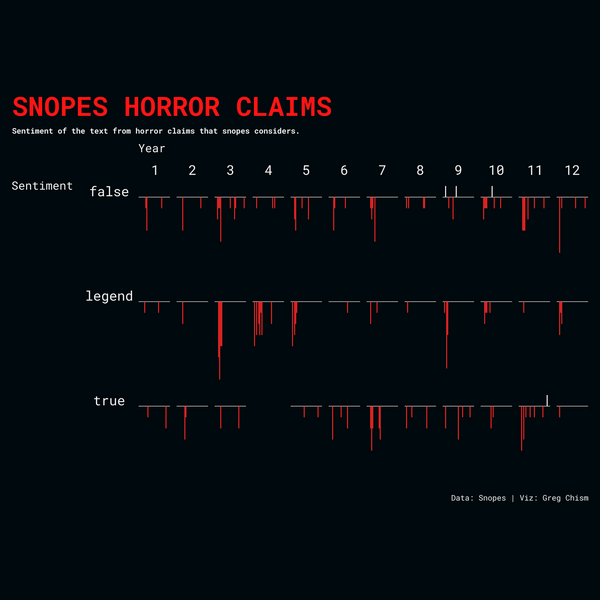 SNOPES HORROR CLAIMS
Sentiment of the text from horror claims that snopes considers.
Year
1 2 3 4 5 6 7 8 9 10 11 12
Sentiment
false
legend
true
Data: Snopes | Viz: Greg Chism